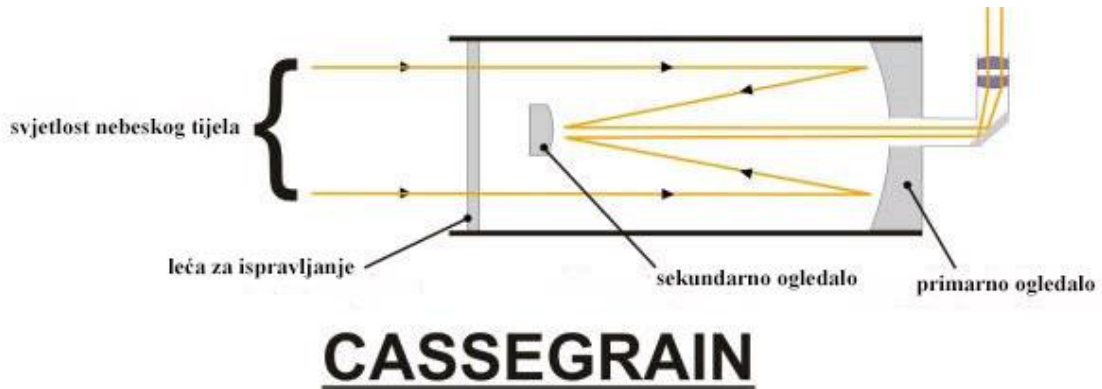 svjetlost nebeskog tijela
leća za ispravljanje
sekundarno ogledalo
primarno ogledalo
CASSEGRAIN